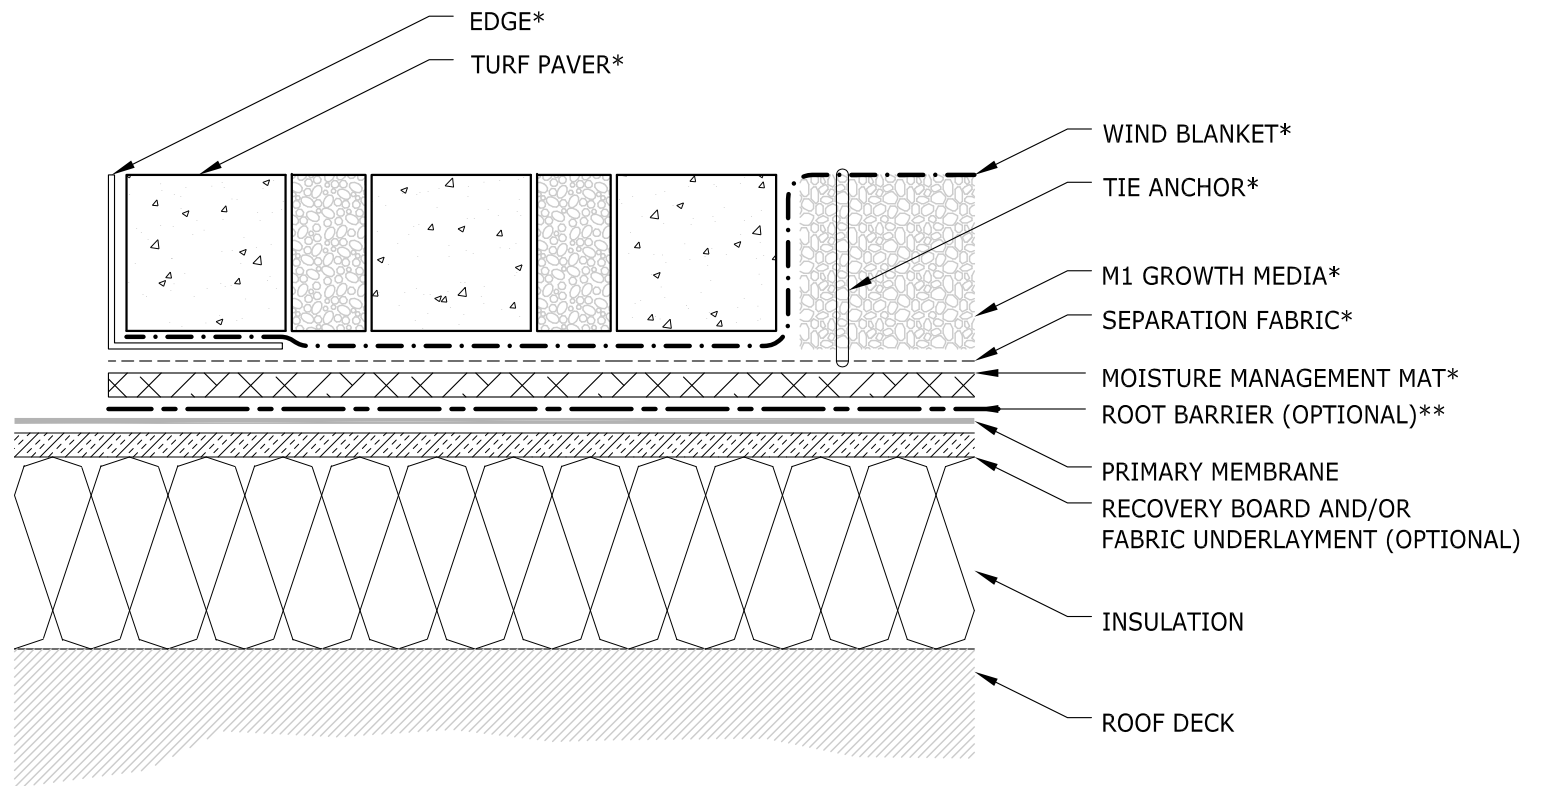 EDGE*
TURF PAVER*
WIND BLANKET*
TIE ANCHOR*
M1 GROWTH MEDIA*
SEPARATION FABRIC*
MOISTURE MANAGEMENT MAT*
ROOT BARRIER (OPTIONAL)**
PRIMARY MEMBRANE
RECOVERY BOARD AND/OR
FABRIC UNDERLAYMENT (OPTIONAL)
INSULATION
ROOF DECK